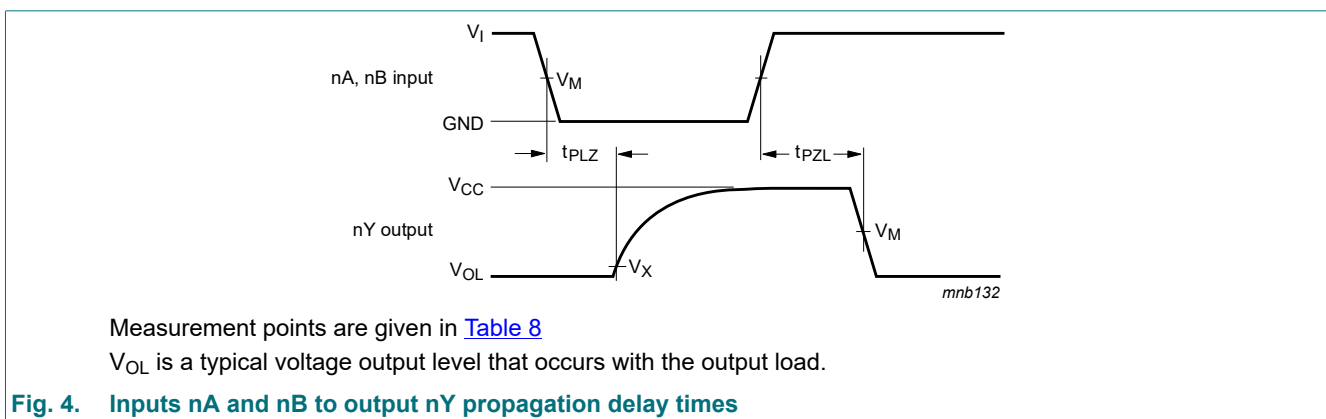 V_I
nA, nB input
V_M
GND
t_PLZ
t_PZL
V_CC
nY output
V_M
V_OL
V_X
mnb132
Measurement points are given in Table 8
V_OL is a typical voltage output level that occurs with the output load.
Fig. 4. Inputs nA and nB to output nY propagation delay times